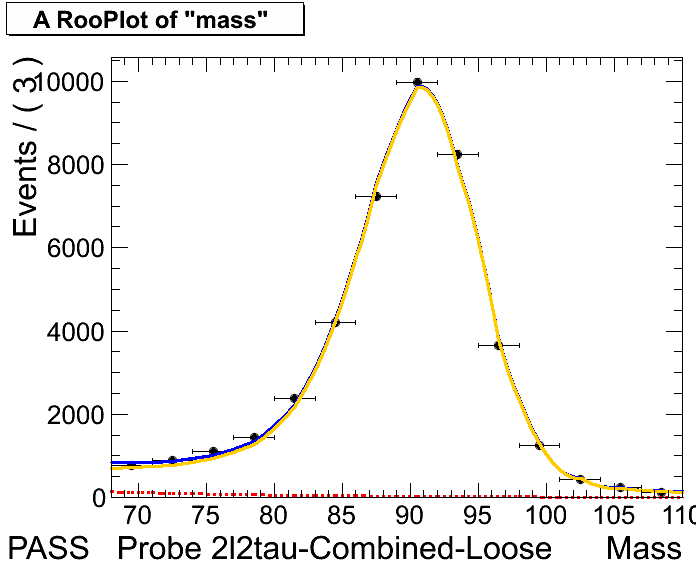 A RooPlot of "mass"
Events / ( 3 )
10000
8000
6000
4000
2000
0
70 75 80 85 90 95 100 105 110
PASS Probe 2l2tau-Combined-Loose Mass